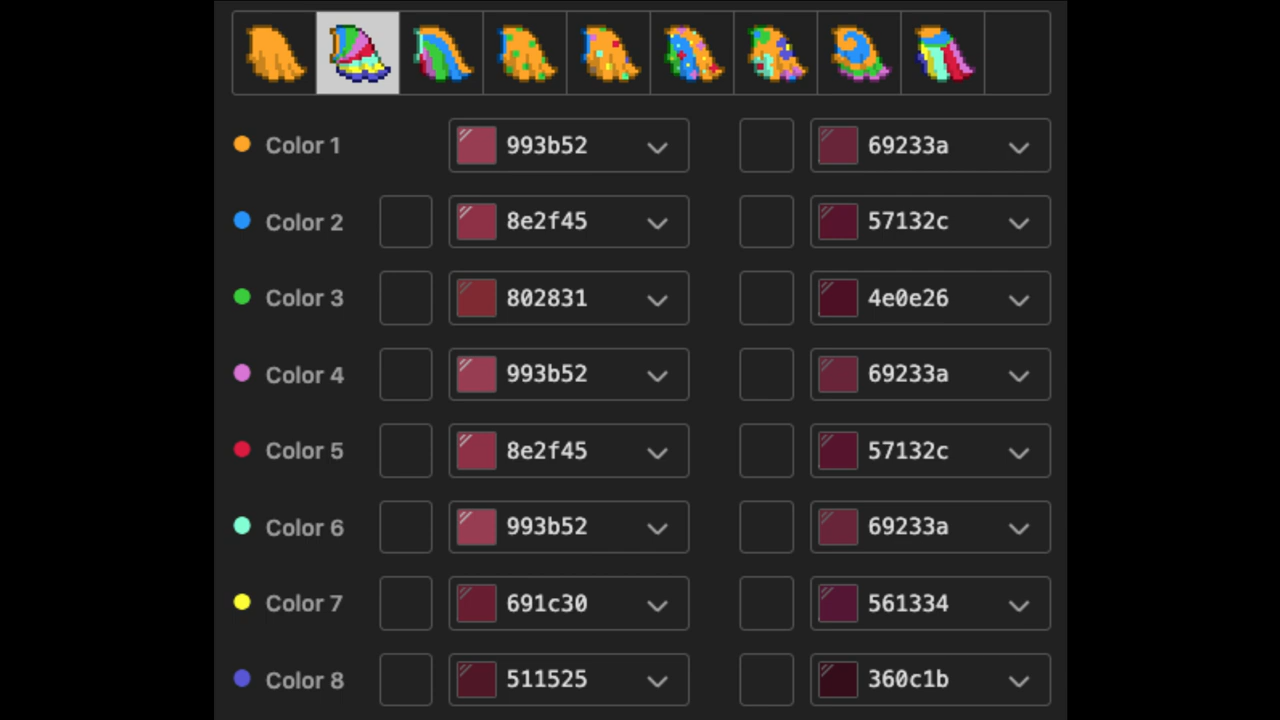 Color 1 993b52 69233a
Color 2 8e2f45 57132c
Color 3 802831 4e0e26
Color 4 993b52 69233a
Color 5 8e2f45 57132c
Color 6 993b52 69233a
Color 7 691c30 561334
Color 8 511525 360c1b